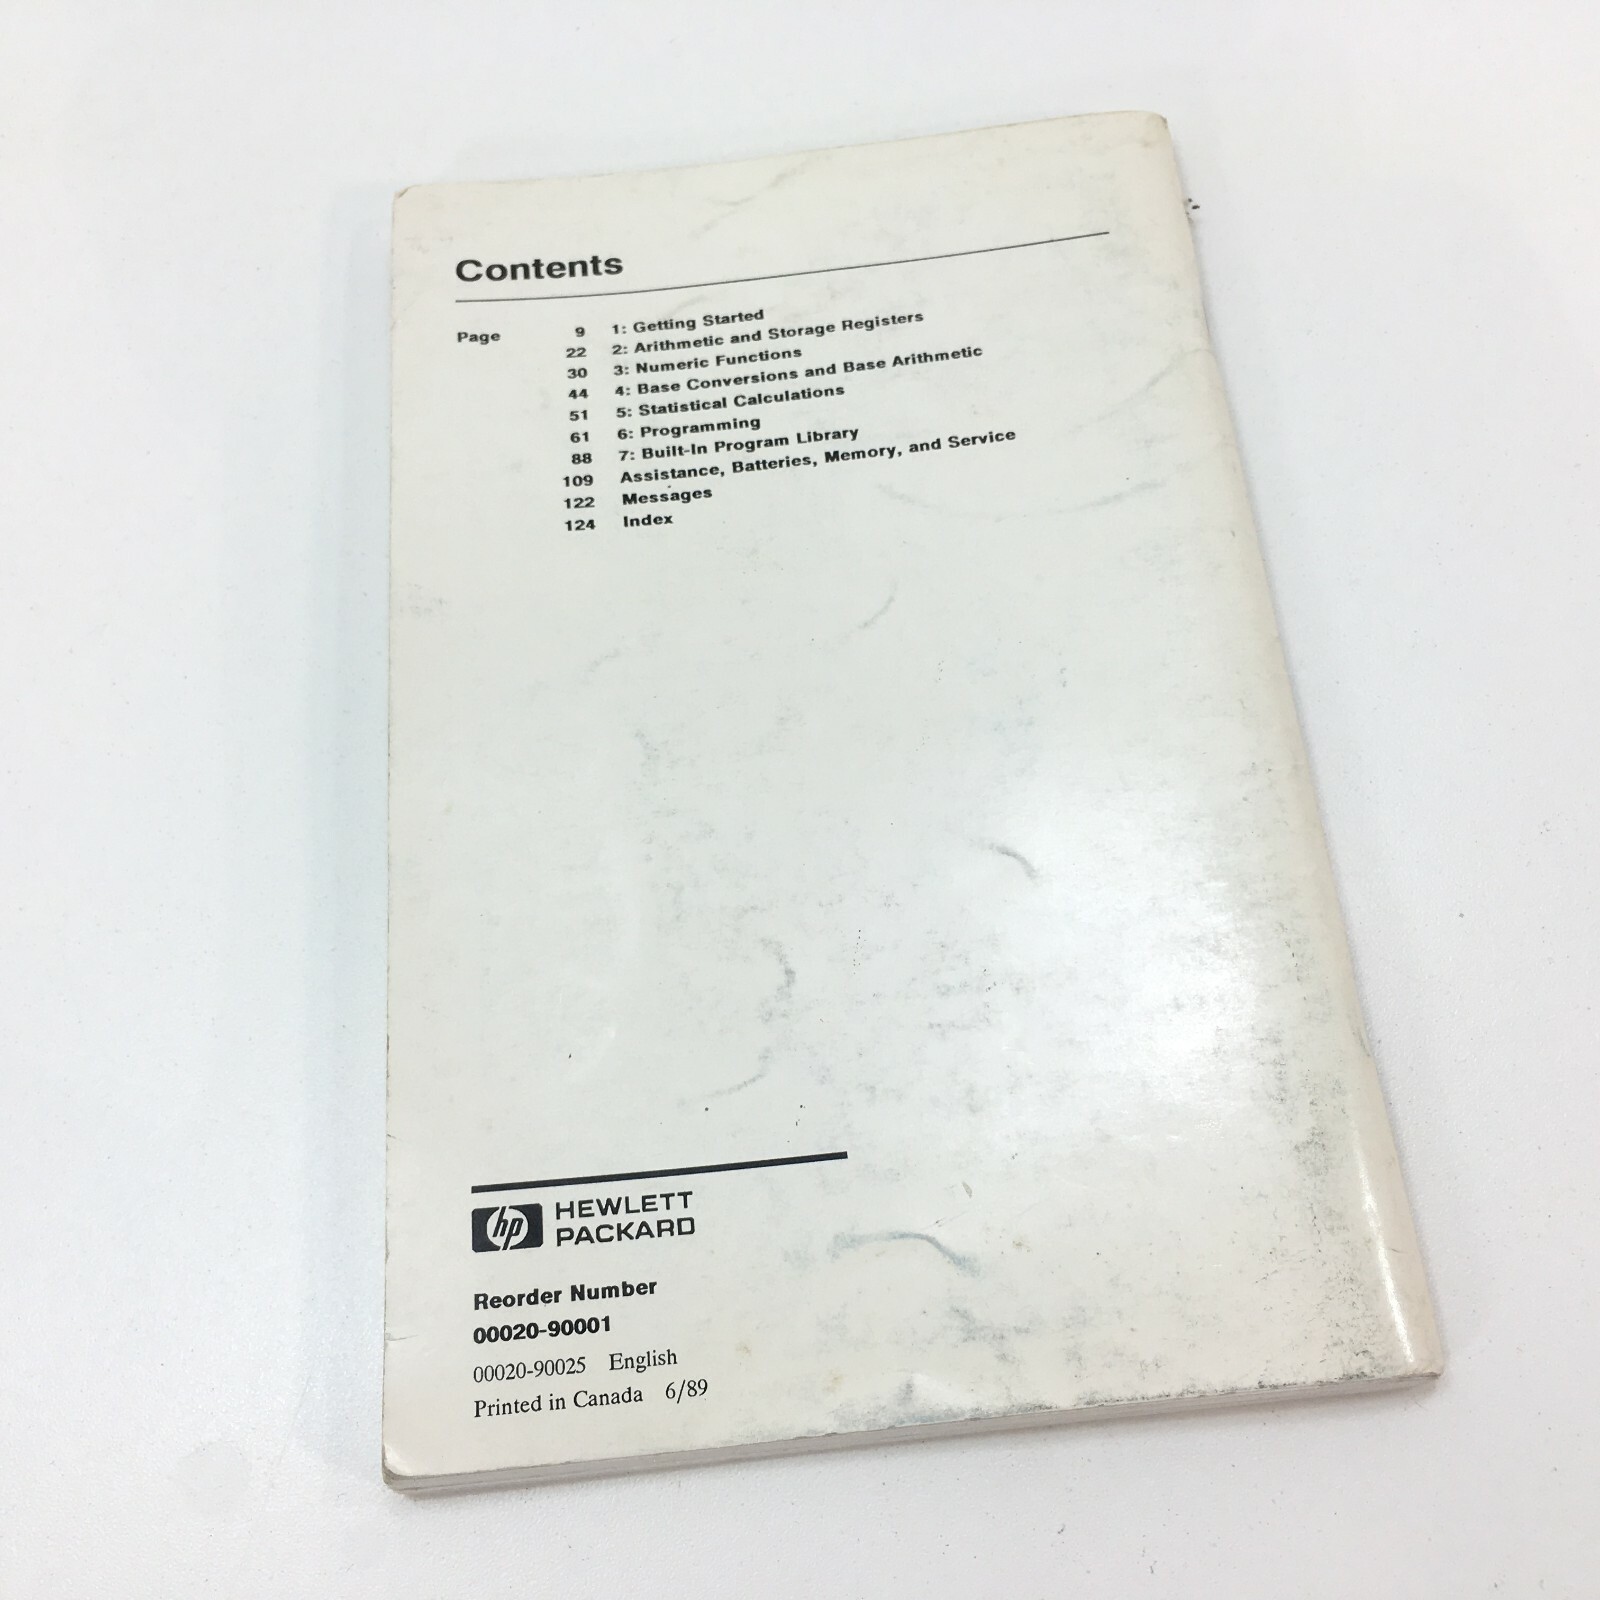 Contents
Page 9 1: Getting Started
22 2: Arithmetic and Storage Registers
30 3: Numeric Functions
44 4: Base Conversions and Base Arithmetic
51 5: Statistical Calculations
61 6: Programming
88 7: Built-In Program Library
109 Assistance, Batteries, Memory, and Service
122 Messages
124 Index
hp HEWLETT
PACKARD
Reorder Number
00020-90001
00020-90025 English
Printed in Canada 6/89